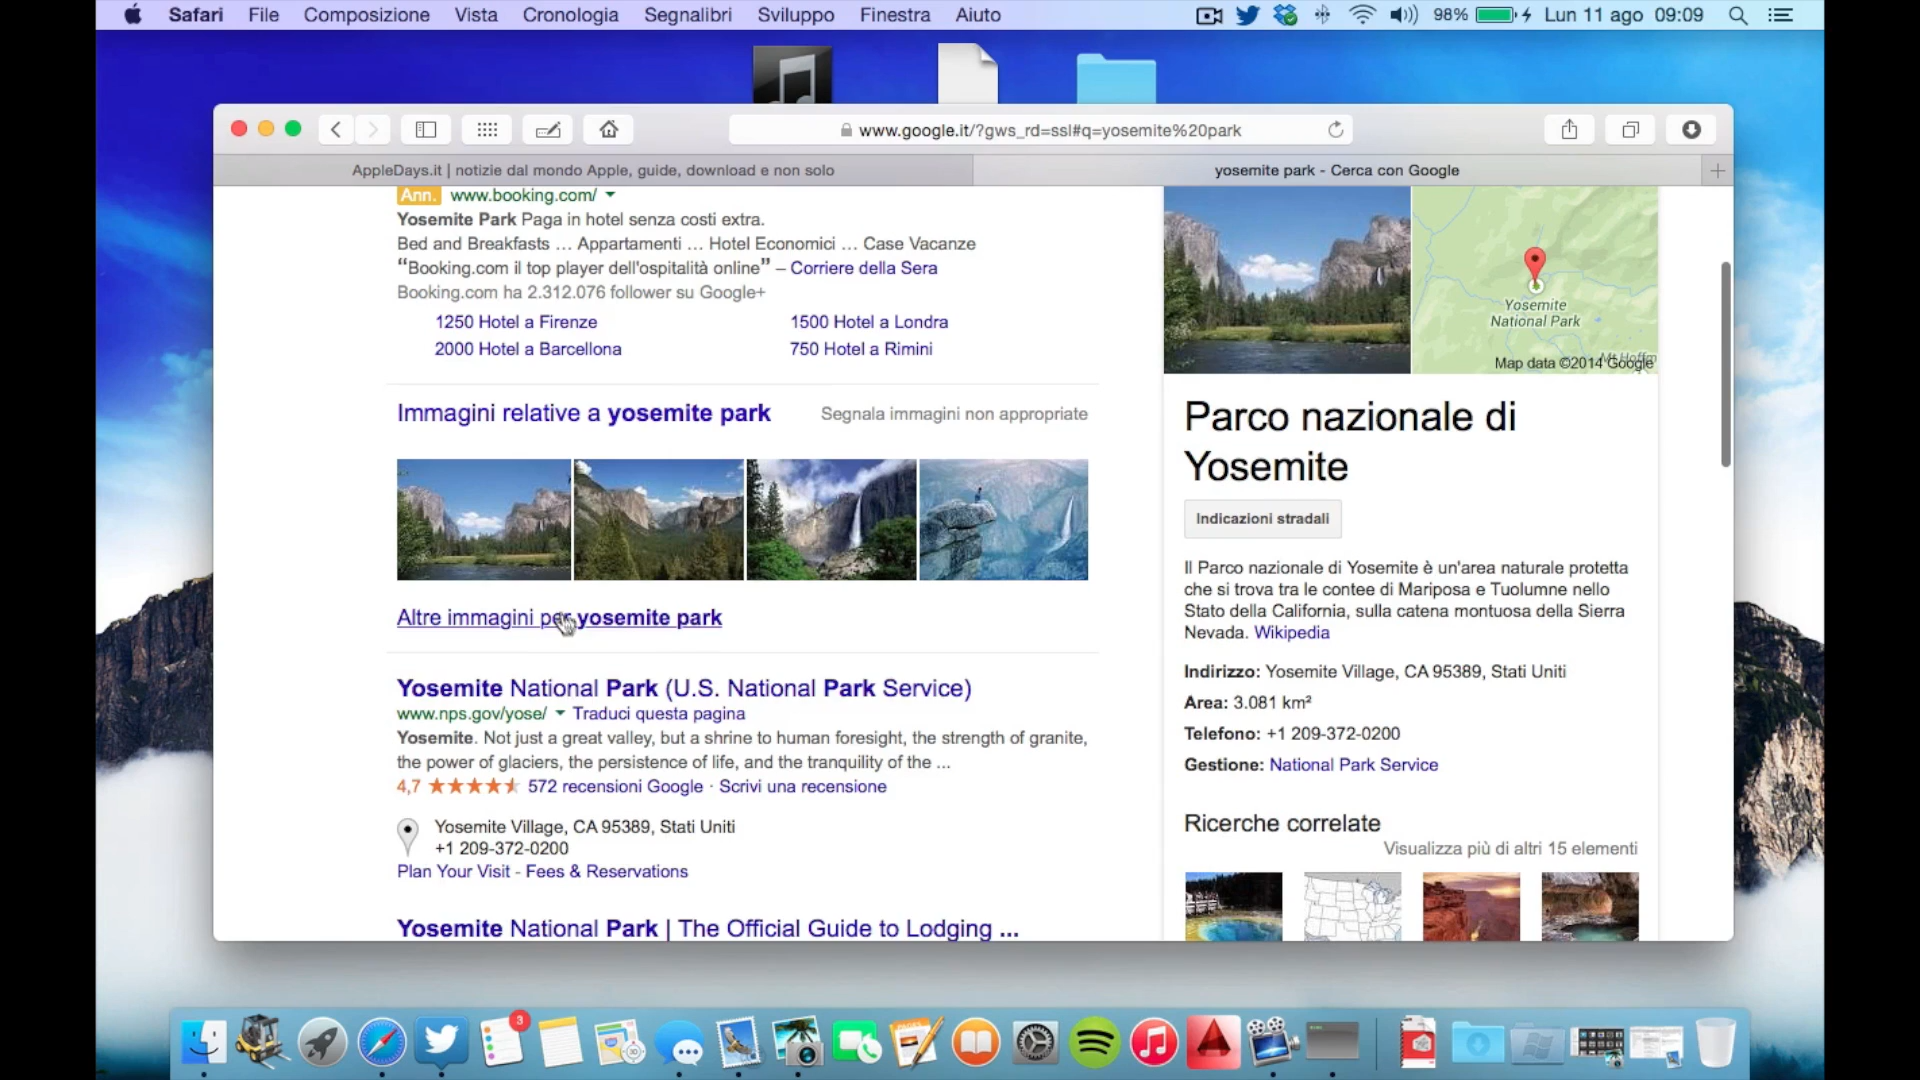 Safari File Composizione Vista Cronologia Segnalibri Sviluppo Finestra Aiuto 98% Lun 11 ago 09:09
www.google.it/?gws_rd=ssl#q=yosemite%20park
AppleDays.it | notizie dal mondo Apple, guide, download e non solo
yosemite park - Cerca con Google
Ann. www.booking.com/
Yosemite Park Paga in hotel senza costi extra.
Bed and Breakfasts … Appartamenti … Hotel Economici … Case Vacanze
“Booking.com il top player dell'ospitalità online” – Corriere della Sera
Booking.com ha 2.312.076 follower su Google+
1250 Hotel a Firenze 1500 Hotel a Londra
2000 Hotel a Barcellona 750 Hotel a Rimini
Immagini relative a yosemite park Segnala immagini non appropriate
Altre immagini per yosemite park
Yosemite National Park (U.S. National Park Service)
www.nps.gov/yose/ Traduci questa pagina
Yosemite. Not just a great valley, but a shrine to human foresight, the strength of granite,
the power of glaciers, the persistence of life, and the tranquility of the ...
4,7 572 recensioni Google · Scrivi una recensione
Yosemite Village, CA 95389, Stati Uniti
+1 209-372-0200
Plan Your Visit - Fees & Reservations
Yosemite National Park | The Official Guide to Lodging ...
Yosemite
National Park
Map data ©2014 Google
Parco nazionale di
Yosemite
Indicazioni stradali
Il Parco nazionale di Yosemite è un'area naturale protetta
che si trova tra le contee di Mariposa e Tuolumne nello
Stato della California, sulla catena montuosa della Sierra
Nevada. Wikipedia
Indirizzo: Yosemite Village, CA 95389, Stati Uniti
Area: 3.081 km²
Telefono: +1 209-372-0200
Gestione: National Park Service
Ricerche correlate
Visualizza più di altri 15 elementi
3